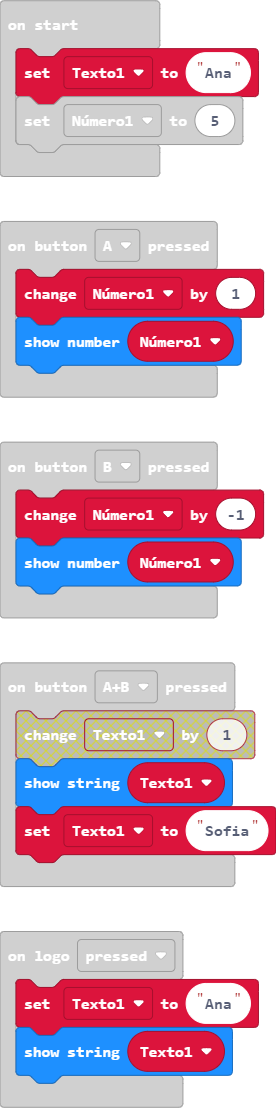 on start
set Texto1 to "Ana"
set Número1 to 5
on button A pressed
change Número1 by 1
show number Número1
on button B pressed
change Número1 by -1
show number Número1
on button A+B pressed
change Texto1 by 1
show string Texto1
set Texto1 to "Sofia"
on logo pressed
set Texto1 to "Ana"
show string Texto1